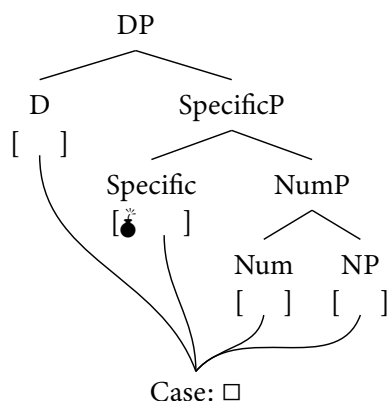 DP
D SpecificP
[ ]
Specific NumP
[💣 ]
Num NP
[ ] [ ]
Case: □